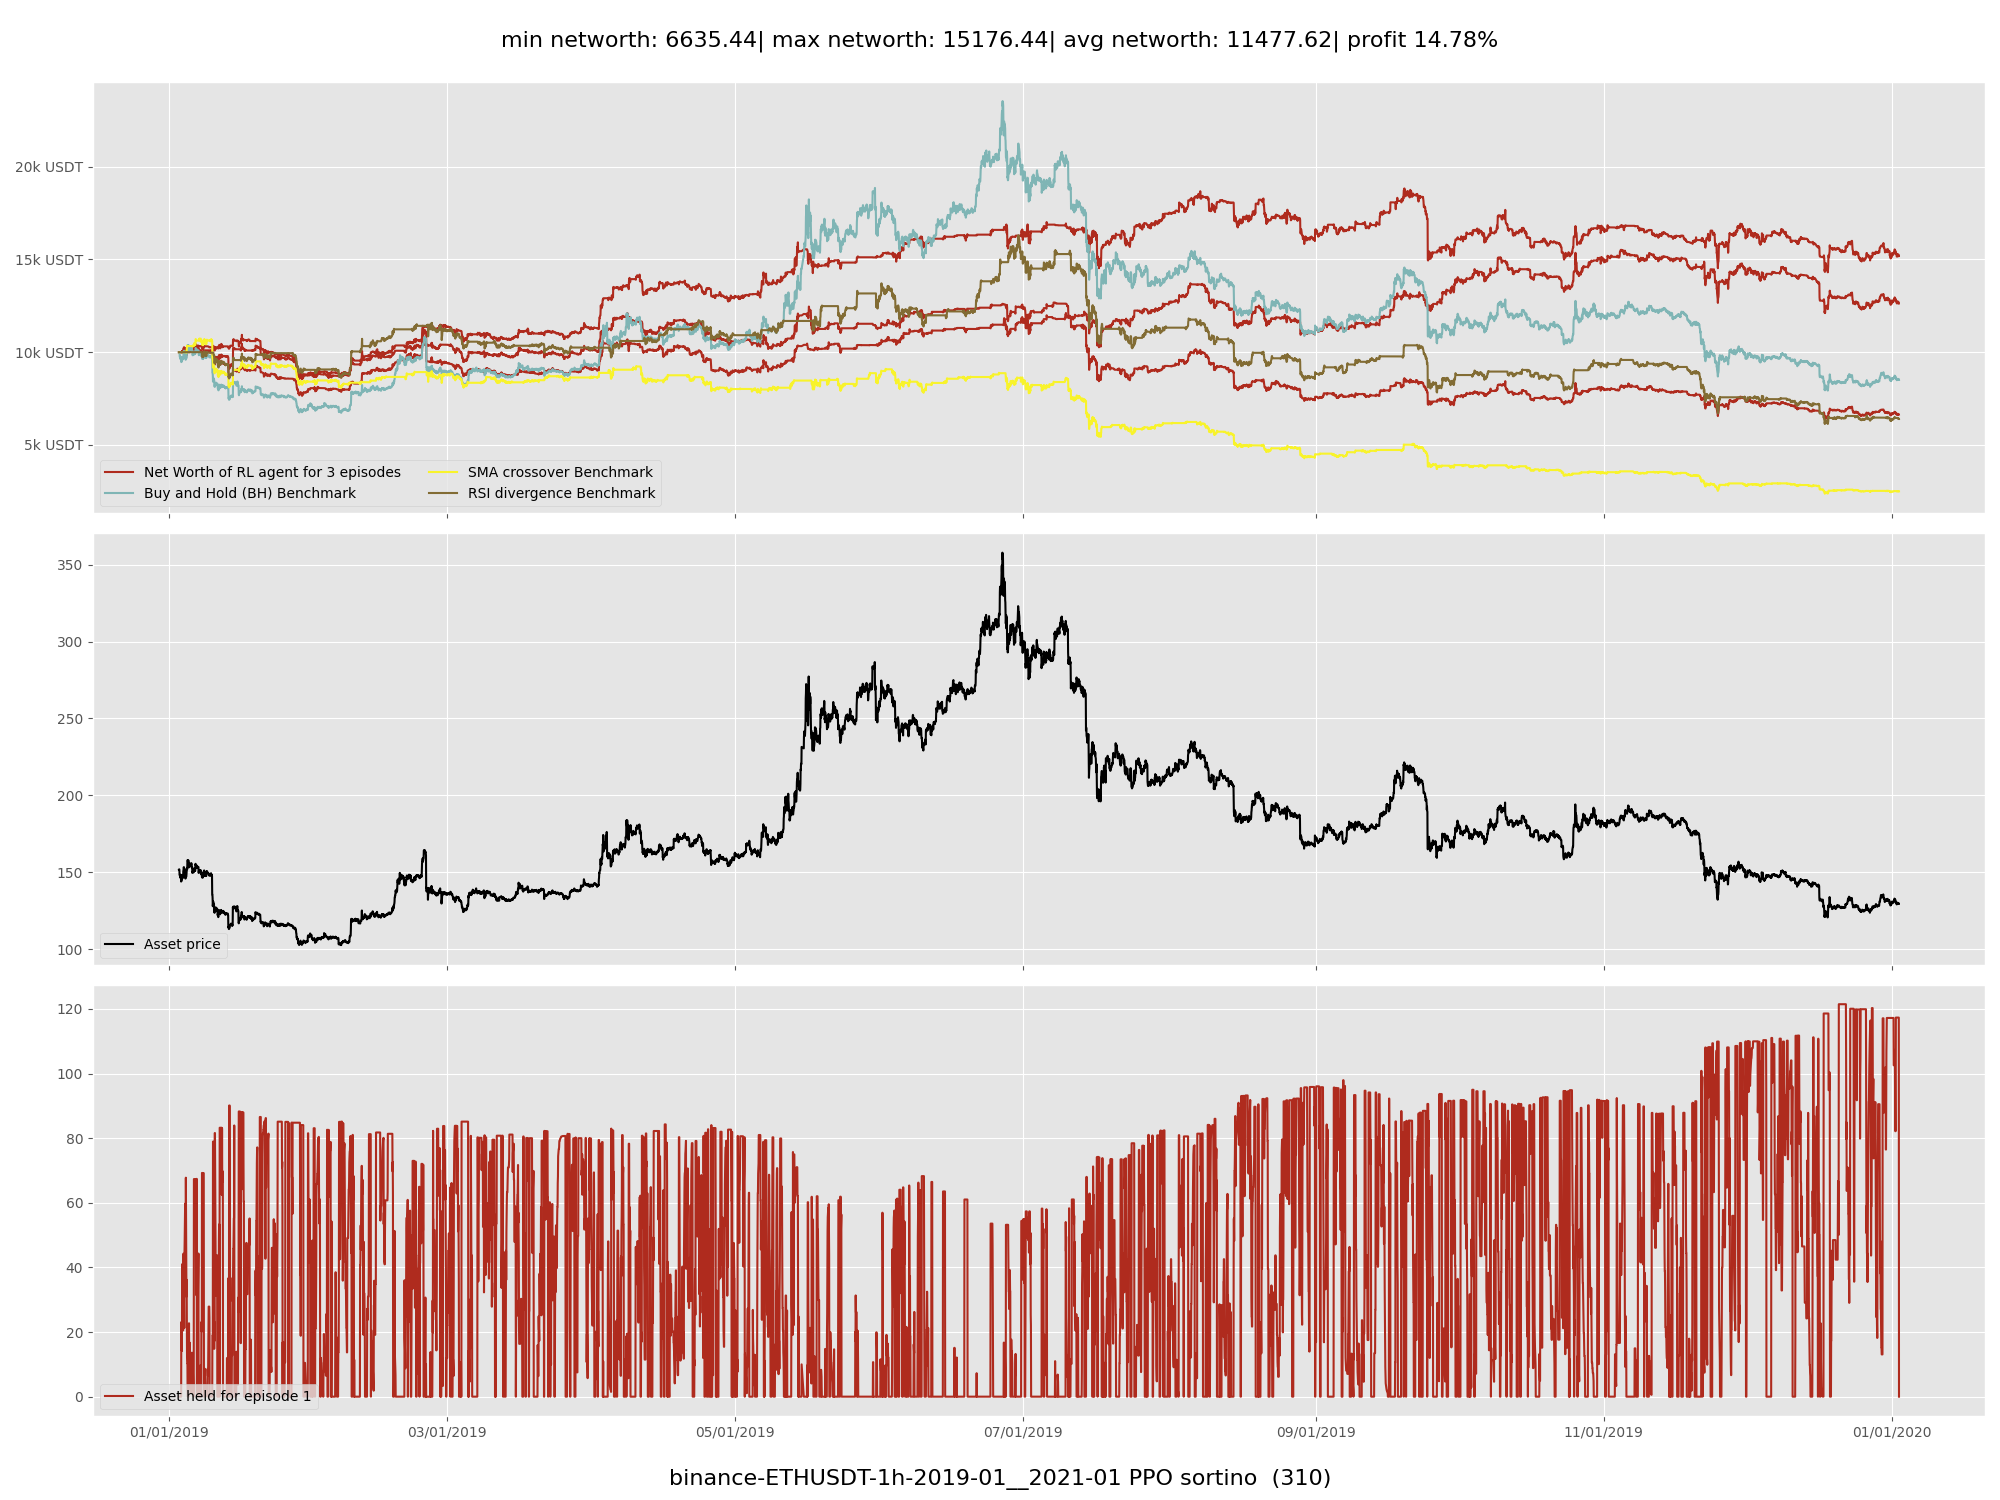 min networth: 6635.44| max networth: 15176.44| avg networth: 11477.62| profit 14.78%
20k USDT
15k USDT
10k USDT
5k USDT
Net Worth of RL agent for 3 episodes
Buy and Hold (BH) Benchmark
SMA crossover Benchmark
RSI divergence Benchmark
350
300
250
200
150
100
Asset price
120
100
80
60
40
20
0
Asset held for episode 1
01/01/2019 03/01/2019 05/01/2019 07/01/2019 09/01/2019 11/01/2019 01/01/2020
binance-ETHUSDT-1h-2019-01__2021-01 PPO sortino (310)